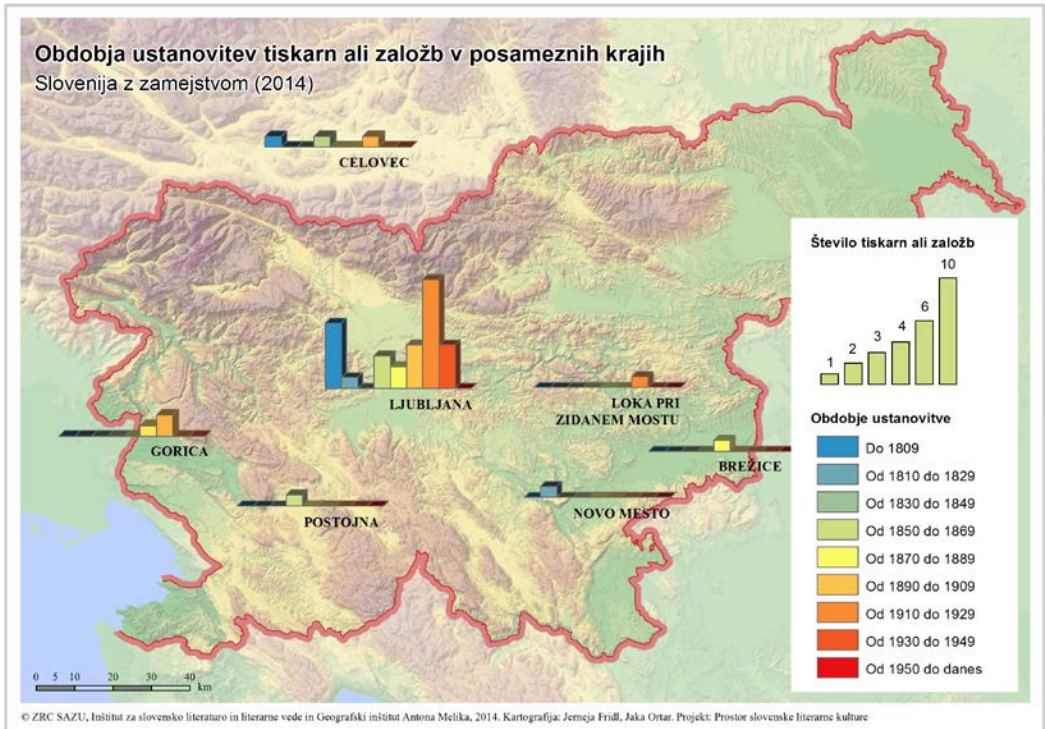 Obdobja ustanovitev tiskarn ali založb v posameznih krajih
Slovenija z zamejstvom (2014)
CELOVEC
LJUBLJANA
LOKA PRI
ZIDANEM MOSTU
GORICA
BREŽICE
POSTOJNA
NOVO MESTO
Število tiskarn ali založb
1 2 3 4 6 10
Obdobje ustanovitve
Do 1809
Od 1810 do 1829
Od 1830 do 1849
Od 1850 do 1869
Od 1870 do 1889
Od 1890 do 1909
Od 1910 do 1929
Od 1930 do 1949
Od 1950 do danes
0 5 10 20 30 40
km
© ZRC SAZU, Inštitut za slovensko literaturo in literarne vede in Geografski inštitut Antona Melika, 2014. Kartografija: Jerneja Fridl, Jaka Ortar. Projekt: Prostor slovenske literarne kulture